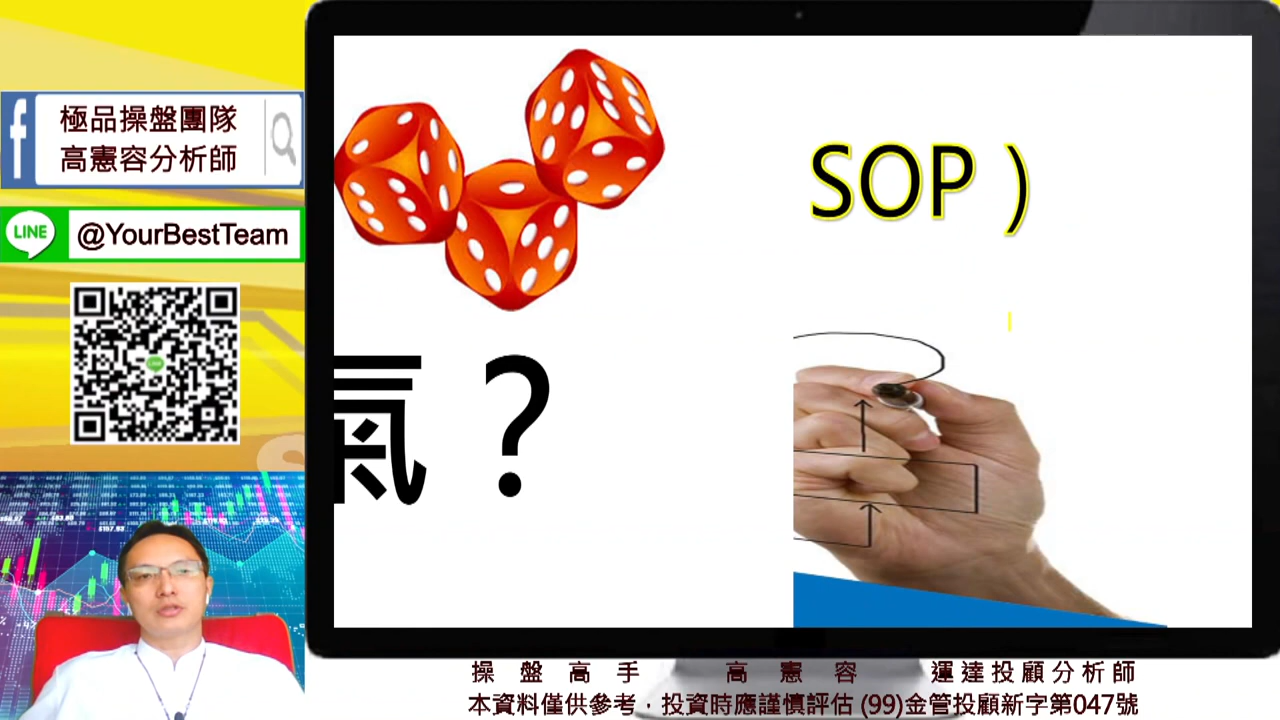 極品操盤團隊
高憲容分析師
LINE
@YourBestTeam
SOP )
氣?
操盤高手 高憲容 運達投顧分析師
本資料僅供參考，投資時應謹慎評估 (99)金管投顧新字第047號